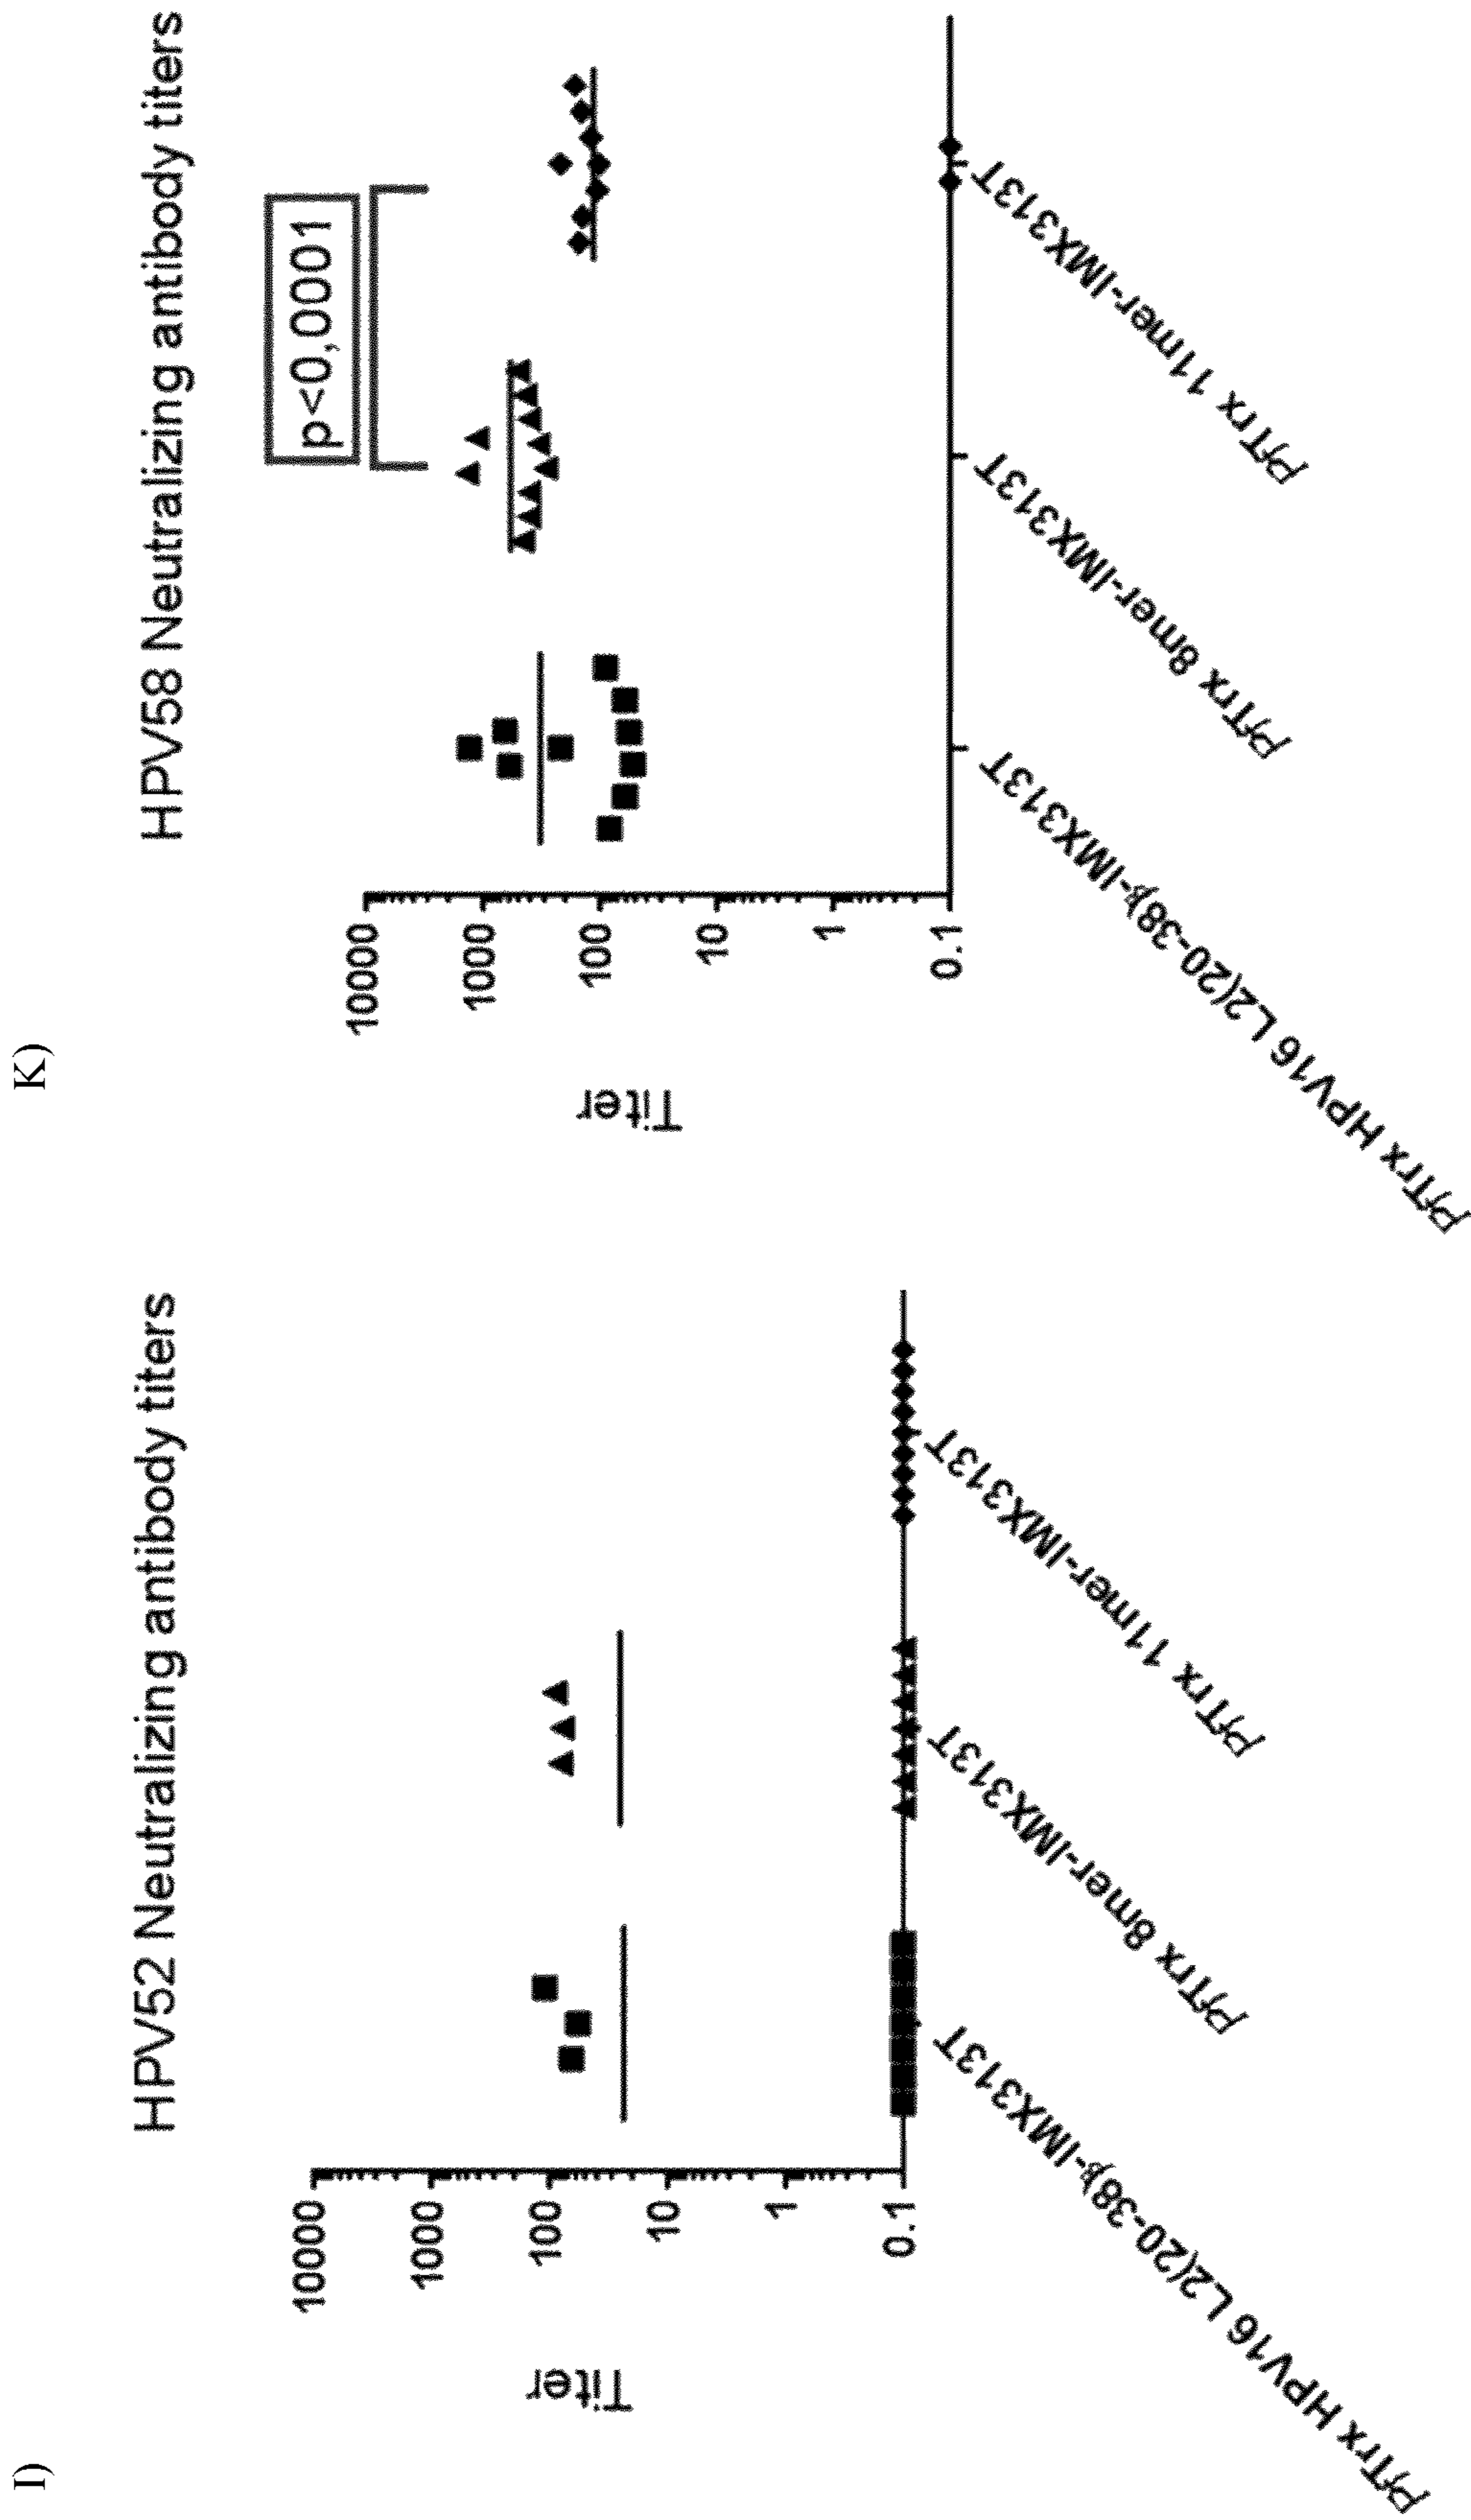 I)
HPV52 Neutralizing antibody titers
Titer
10000
1000
100
10
1
0.1
PfTrx HPV16 L2(20-38)3-IMX313T
PfTrx 8mer-IMX313T
PfTrx 11mer-IMX313T
K)
HPV58 Neutralizing antibody titers
p<0,0001
Titer
10000
1000
100
10
1
0.1
PfTrx HPV16 L2(20-38)3-IMX313T
PfTrx 8mer-IMX313T
PfTrx 11mer-IMX313T